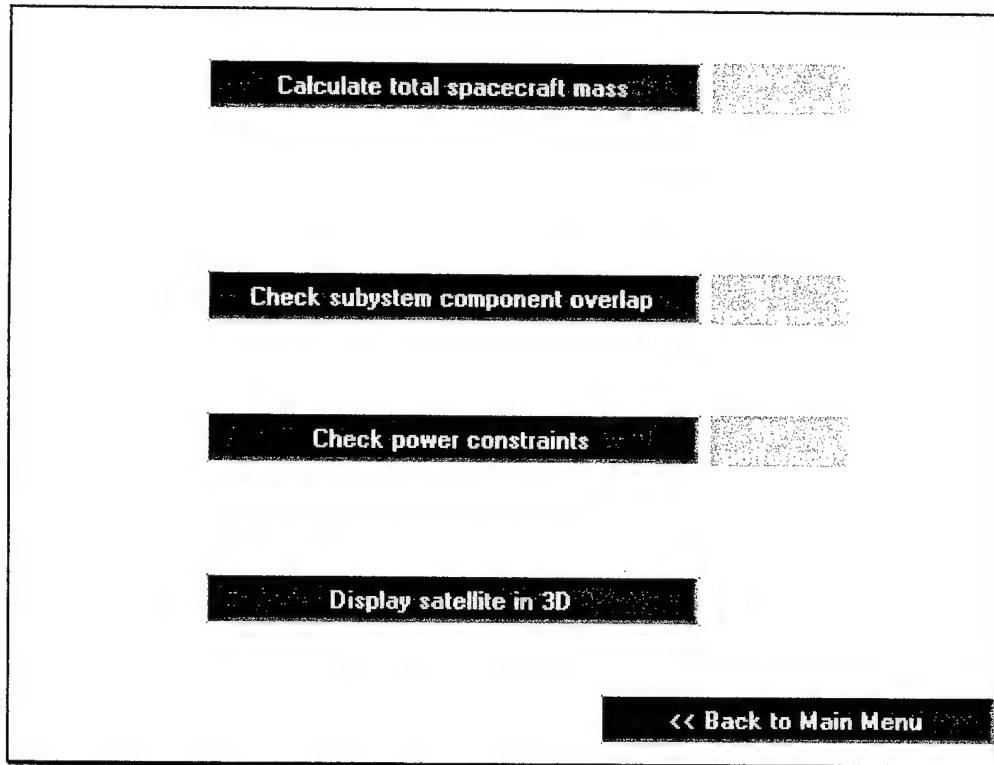 Calculate total spacecraft mass
Check subystem component overlap
Check power constraints
Display satellite in 3D
<< Back to Main Menu